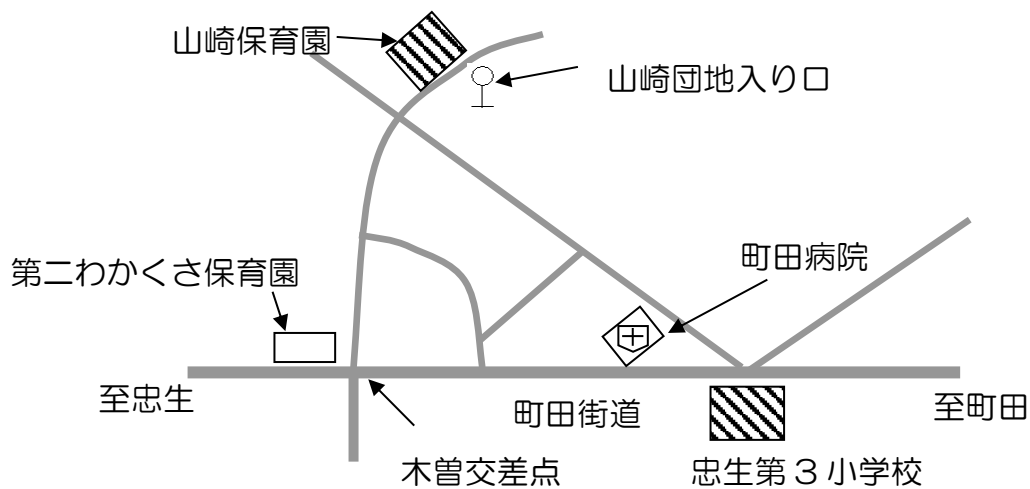 山崎保育園
山崎団地入り口
町田病院
第二わかくさ保育園
至忠生
町田街道
至町田
木曽交差点
忠生第３小学校